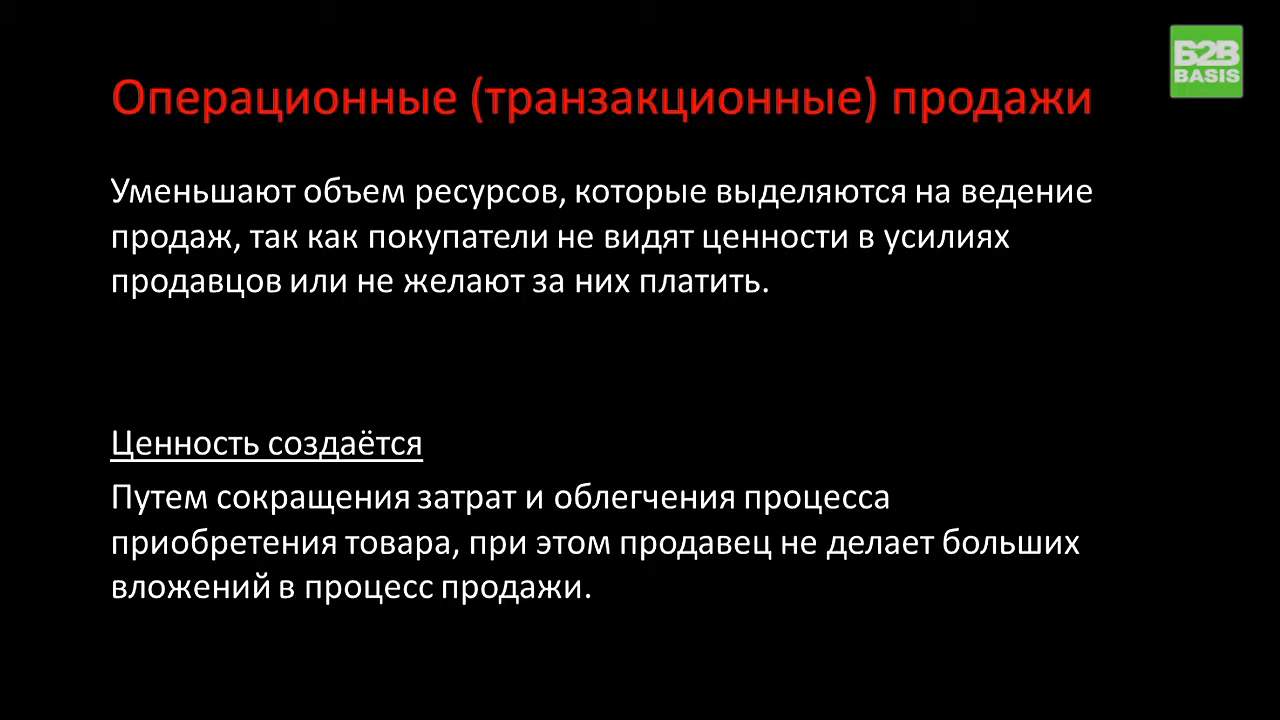 Б2B
BASIS
Операционные (транзакционные) продажи
Уменьшают объем ресурсов, которые выделяются на ведение
продаж, так как покупатели не видят ценности в усилиях
продавцов или не желают за них платить.
Ценность создаётся
Путем сокращения затрат и облегчения процесса
приобретения товара, при этом продавец не делает больших
вложений в процесс продажи.